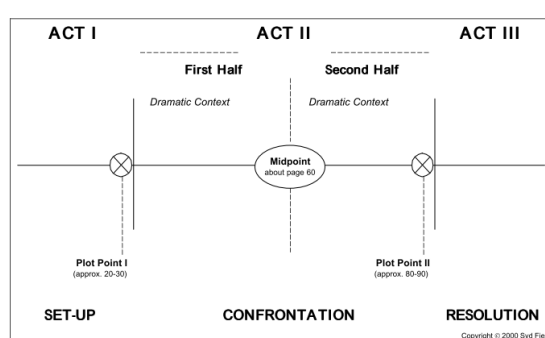 ACT I ACT II ACT III
First Half Second Half
Dramatic Context Dramatic Context
Midpoint
about page 60
Plot Point I Plot Point II
(approx. 20-30) (approx. 80-90)
SET-UP CONFRONTATION RESOLUTION
Copyright © 2000 Syd Fie